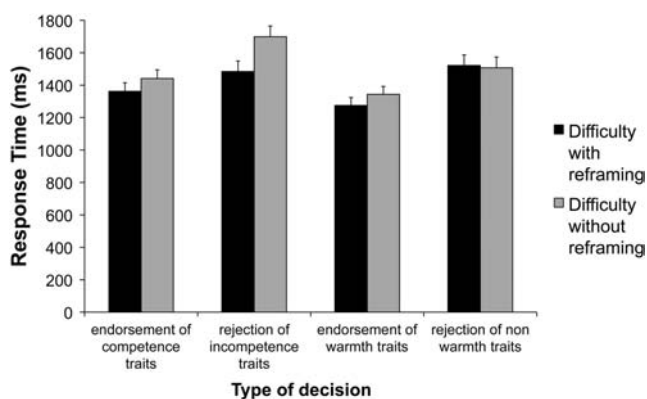 Response Time (ms)
1800
1600
1400
1200
1000
800
600
400
200
0
endorsement of
competence
traits
rejection of
incompetence
traits
endorsement of
warmth traits
rejection of non
warmth traits
Type of decision
Difficulty
with
reframing
Difficulty
without
reframing